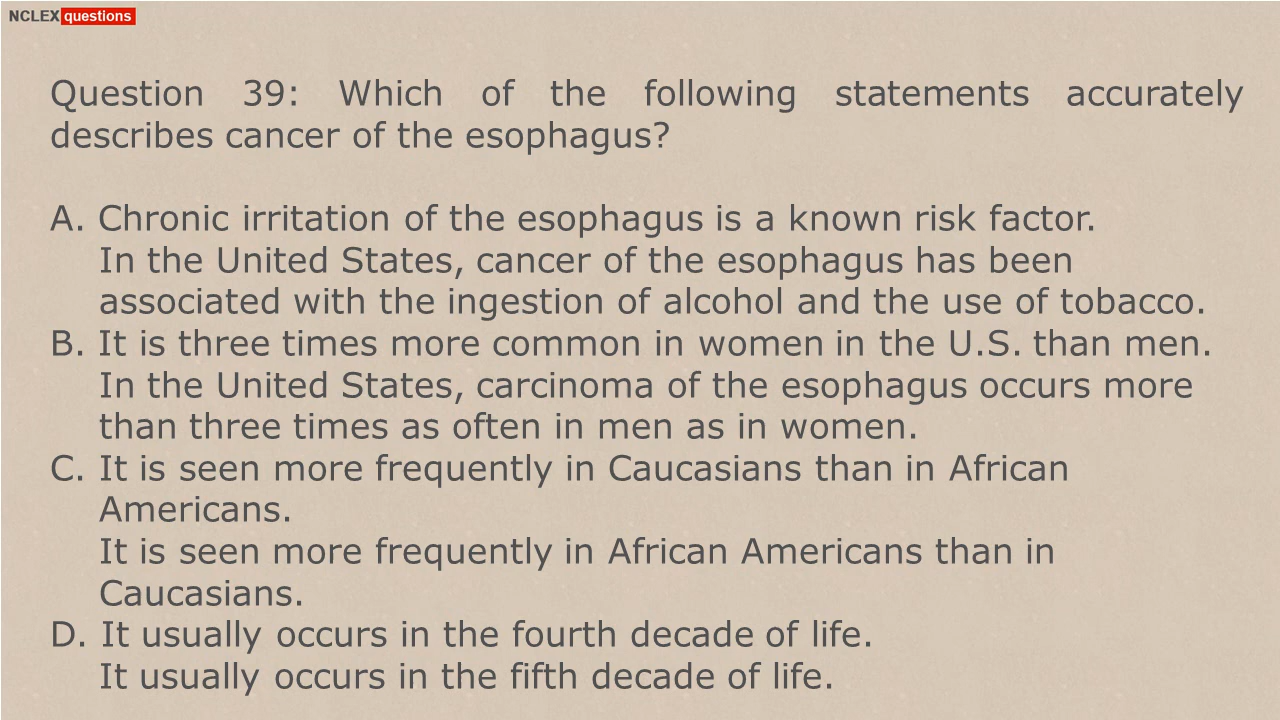 NCLEX questions
Question 39: Which of the following statements accurately
describes cancer of the esophagus?
A. Chronic irritation of the esophagus is a known risk factor.
In the United States, cancer of the esophagus has been
associated with the ingestion of alcohol and the use of tobacco.
B. It is three times more common in women in the U.S. than men.
In the United States, carcinoma of the esophagus occurs more
than three times as often in men as in women.
C. It is seen more frequently in Caucasians than in African
Americans.
It is seen more frequently in African Americans than in
Caucasians.
D. It usually occurs in the fourth decade of life.
It usually occurs in the fifth decade of life.